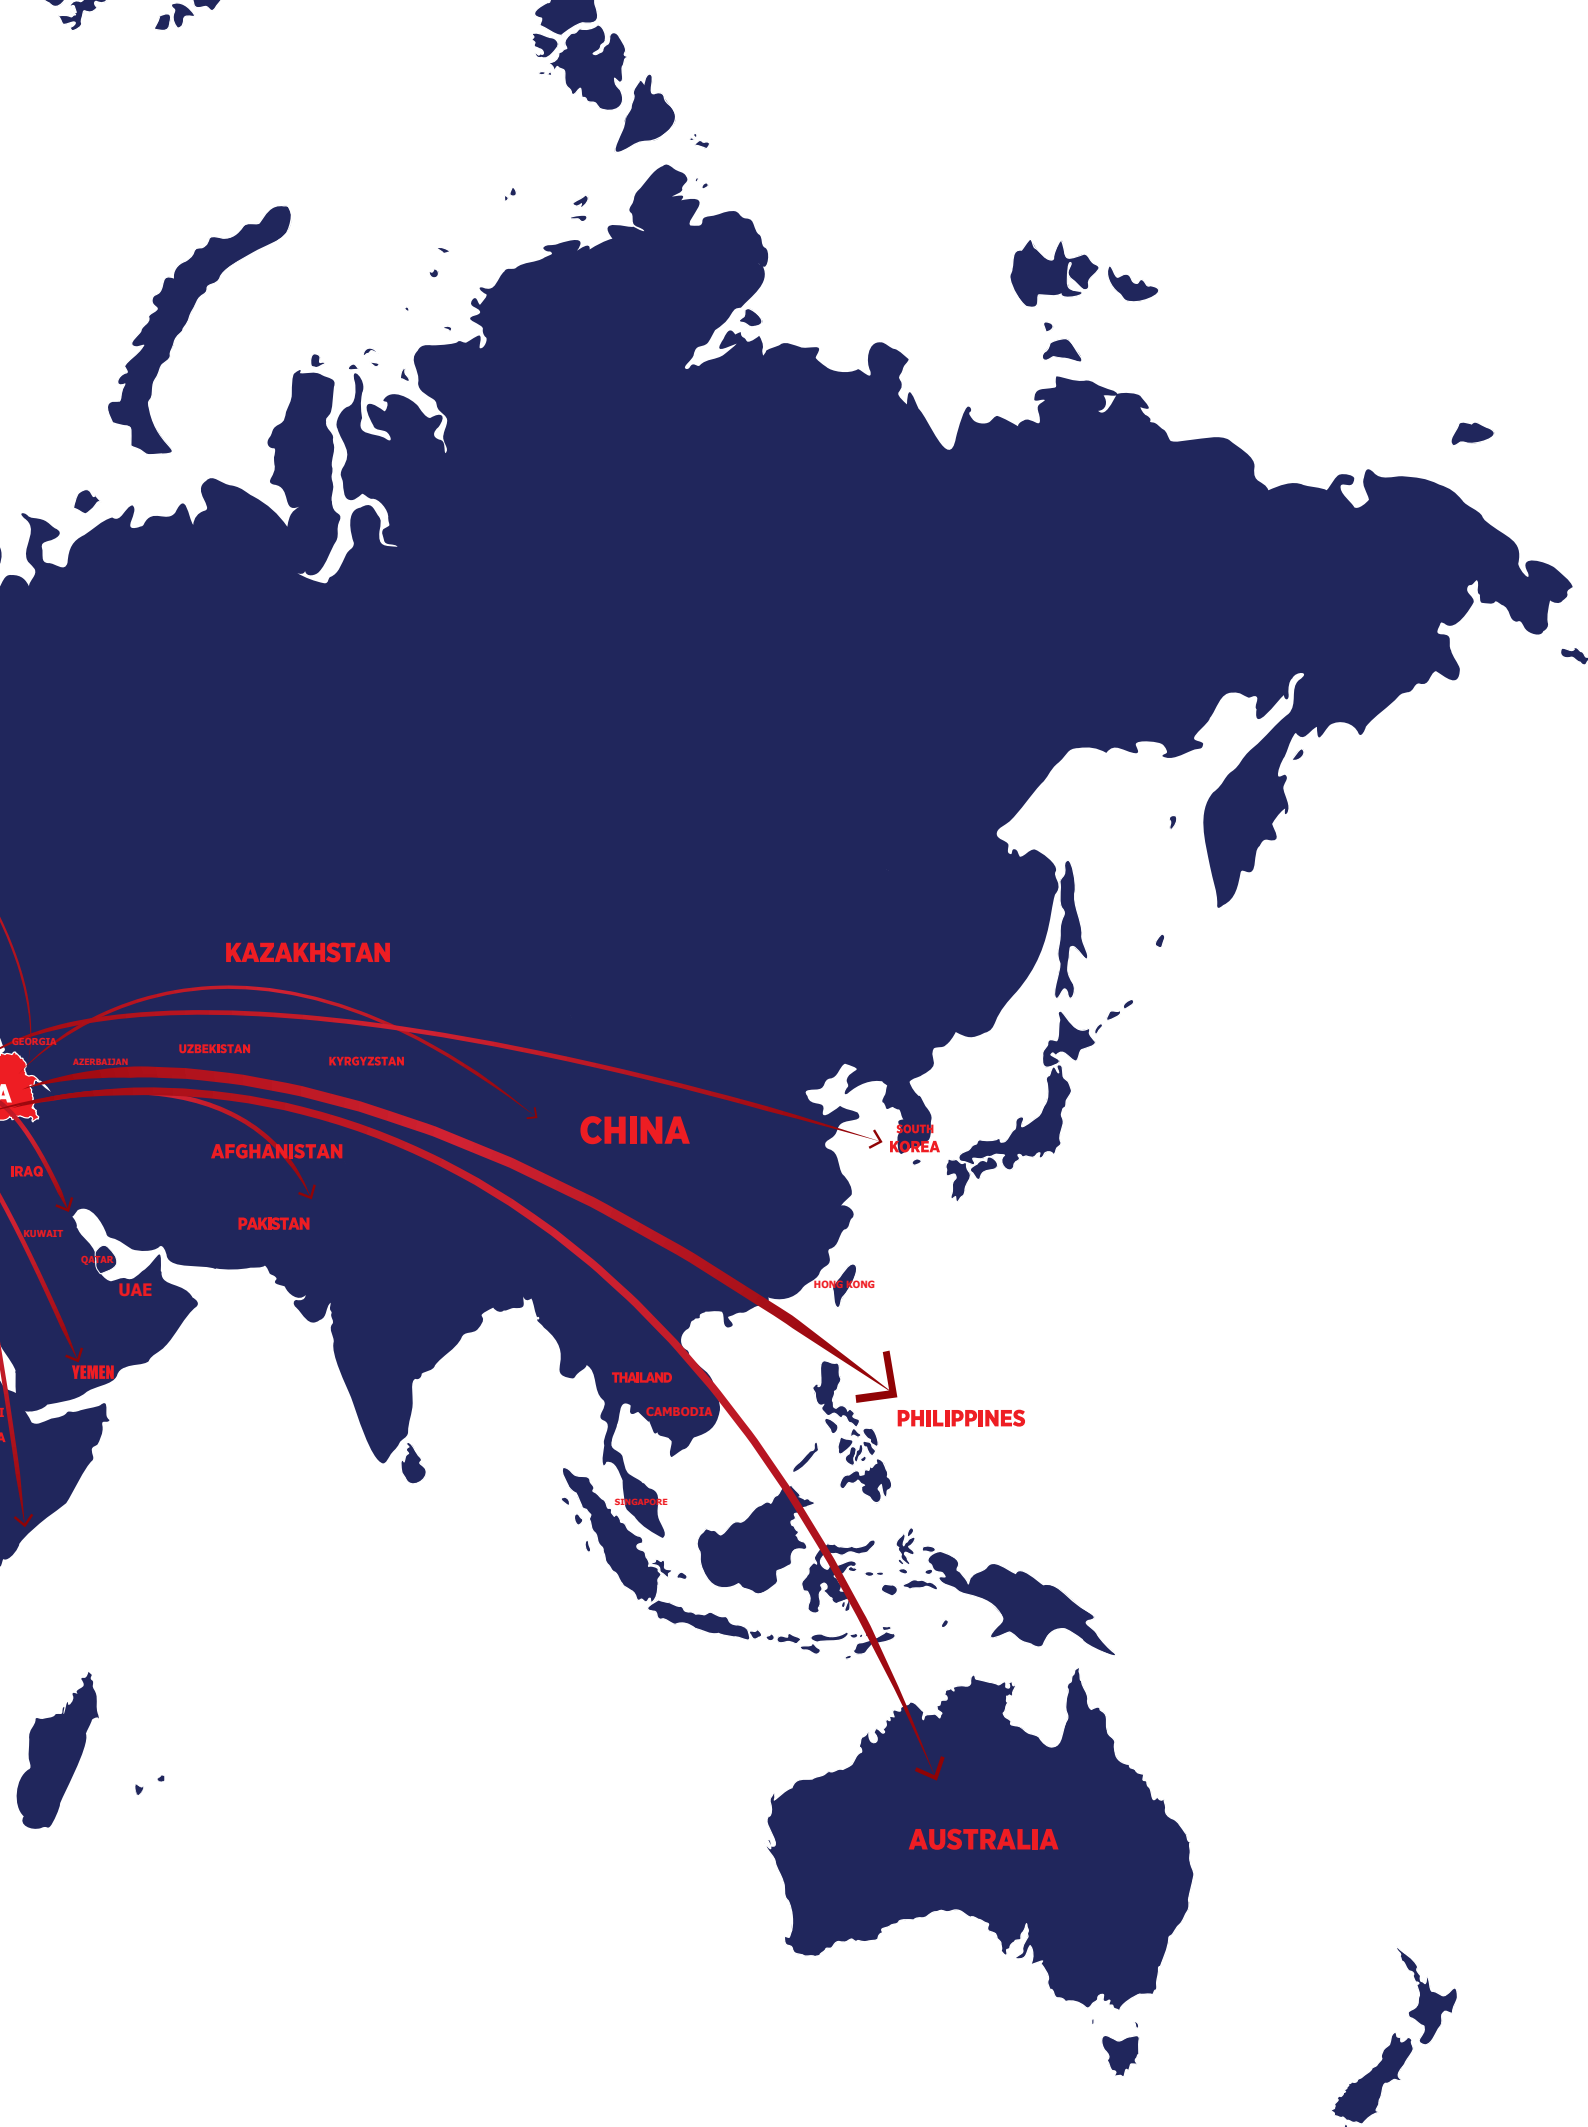 KAZAKHSTAN
GEORGIA
UZBEKISTAN
AZERBAIJAN
KYRGYZSTAN
A
CHINA
SOUTH
KOREA
AFGHANISTAN
IRAQ
PAKISTAN
KUWAIT
QATAR
UAE
HONG KONG
YEMEN
THAILAND
CAMBODIA
I
PHILIPPINES
A
SINGAPORE
AUSTRALIA